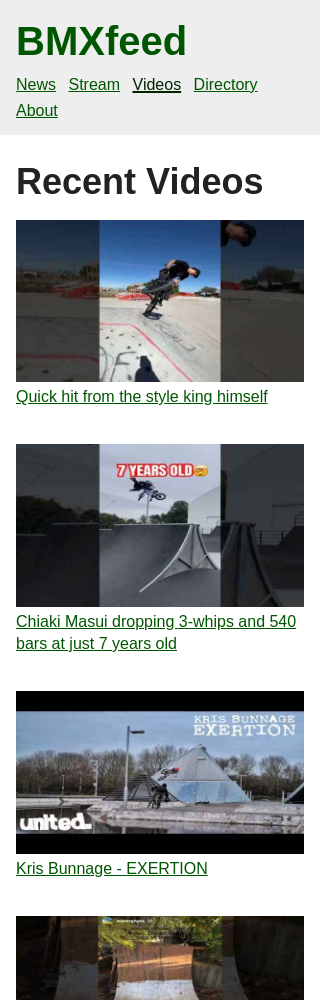 BMXfeed
News Stream Videos Directory
About
Recent Videos
Quick hit from the style king himself
7 YEARS OLD🤯
Chiaki Masui dropping 3-whips and 540
bars at just 7 years old
KRIS BUNNAGE
EXERTION
united.
Kris Bunnage - EXERTION